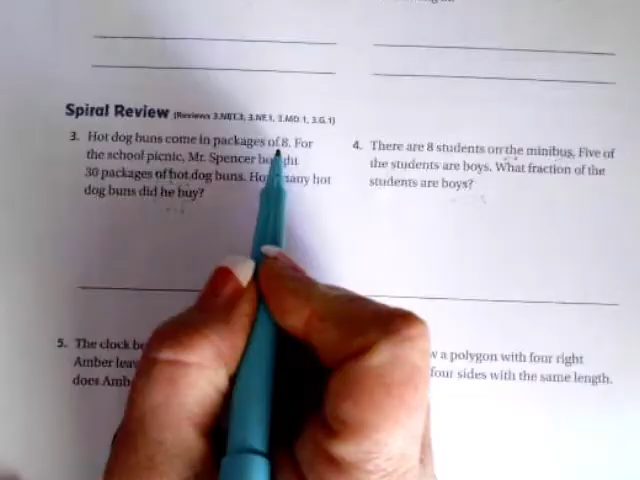 Spiral Review (Reviews 3.NBT.3, 3.NF.1, 3.MD.1, 3.G.1)
3. Hot dog buns come in packages of 8. For
the school picnic, Mr. Spencer
30 packages of hot dog buns. hot
dog buns did he buy?
4. There are 8 students on the minibus. Five of
the students are boys. What fraction of the
students are boys?
5. The clock
Amber
does
a polygon with four right
four sides with the same length.